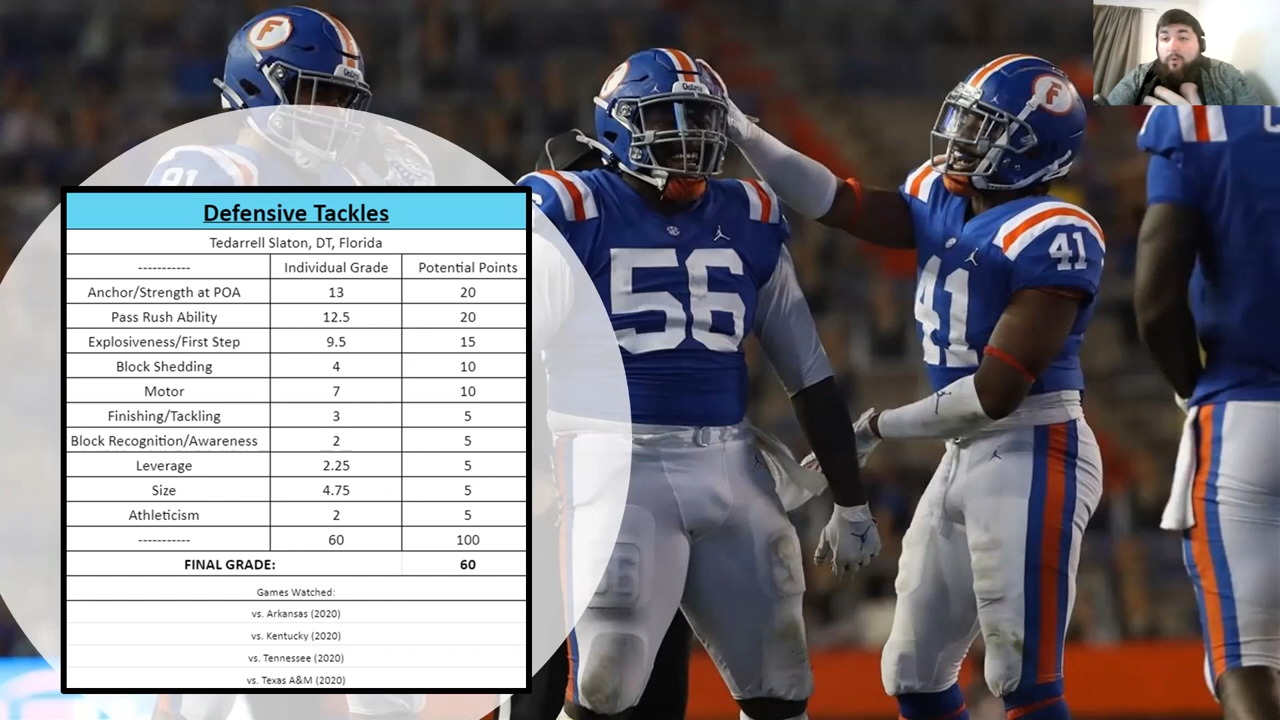 Defensive Tackles
Tedarrell Slaton, DT, Florida
----------- Individual Grade Potential Points
Anchor/Strength at POA 13 20
Pass Rush Ability 12.5 20
Explosiveness/First Step 9.5 15
Block Shedding 4 10
Motor 7 10
Finishing/Tackling 3 5
Block Recognition/Awareness 2 5
Leverage 2.25 5
Size 4.75 5
Athleticism 2 5
----------- 60 100
FINAL GRADE: 60
Games Watched:
vs. Arkansas (2020)
vs. Kentucky (2020)
vs. Tennessee (2020)
vs. Texas A&M (2020)
F
91
56
F
41
41